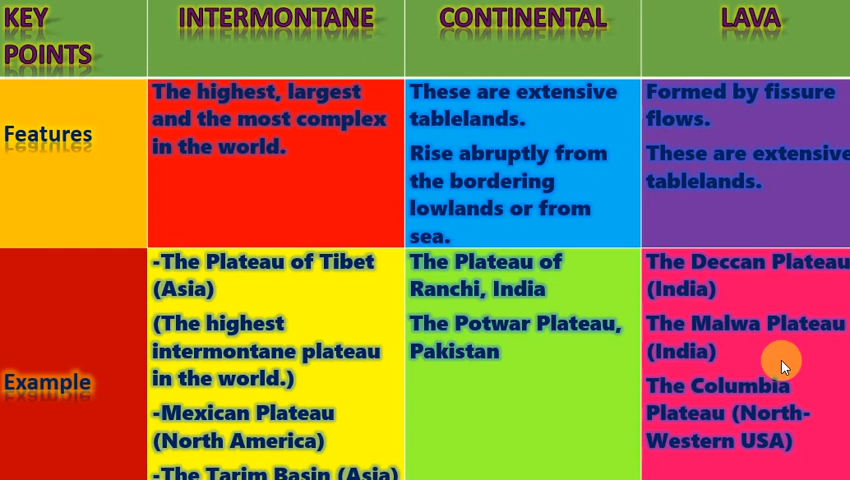 KEY POINTS
INTERMONTANE
CONTINENTAL
LAVA
Features
The highest, largest
and the most complex
in the world.
These are extensive
tablelands.
Rise abruptly from
the bordering
lowlands or from
sea.
Formed by fissure
flows.
These are extensive
tablelands.
Example
-The Plateau of Tibet
(Asia)
(The highest
intermontane plateau
in the world.)
-Mexican Plateau
(North America)
-The Tarim Basin (Asia)
The Plateau of
Ranchi, India
The Potwar Plateau,
Pakistan
The Deccan Plateau
(India)
The Malwa Plateau
(India)
The Columbia
Plateau (North-
Western USA)